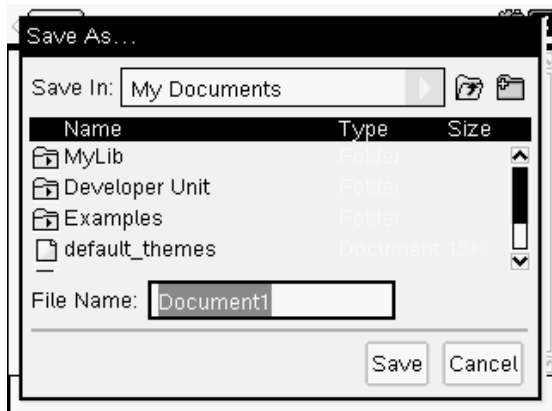 Save As...
Save In: My Documents
Name Type Size
MyLib Folder
Developer Unit Folder
Examples Folder
default_themes Document 15K
File Name: Document1
Save Cancel